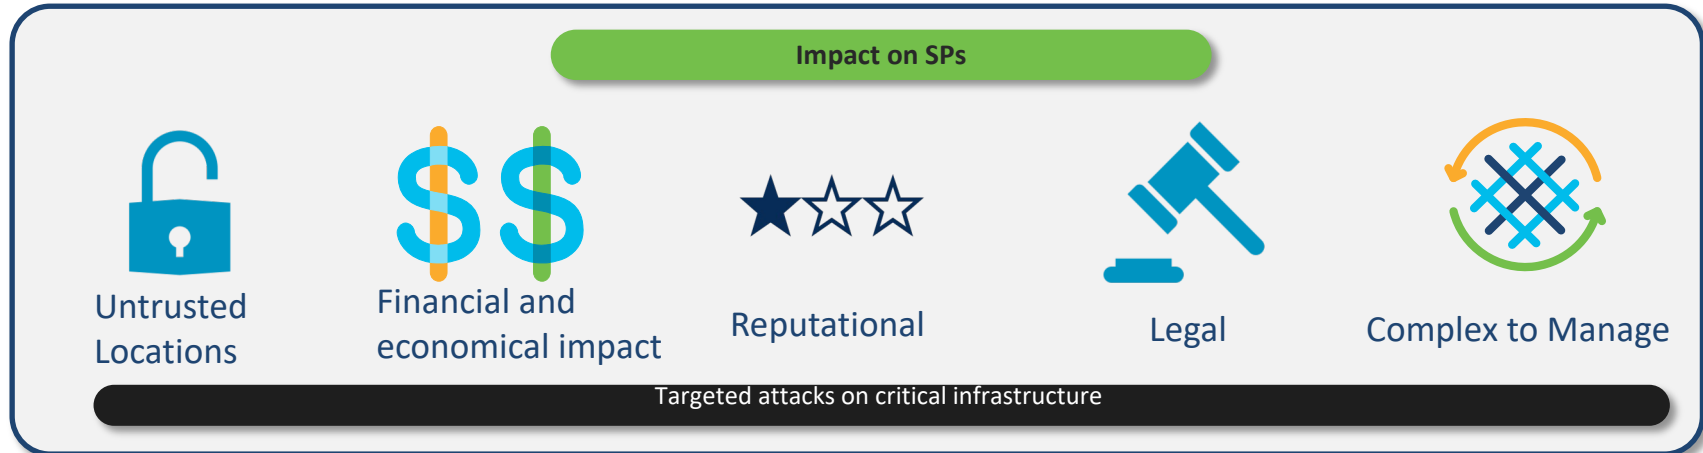 Impact on SPs
Untrusted
Locations
Financial and
economical impact
Reputational
Legal
Complex to Manage
Targeted attacks on critical infrastructure